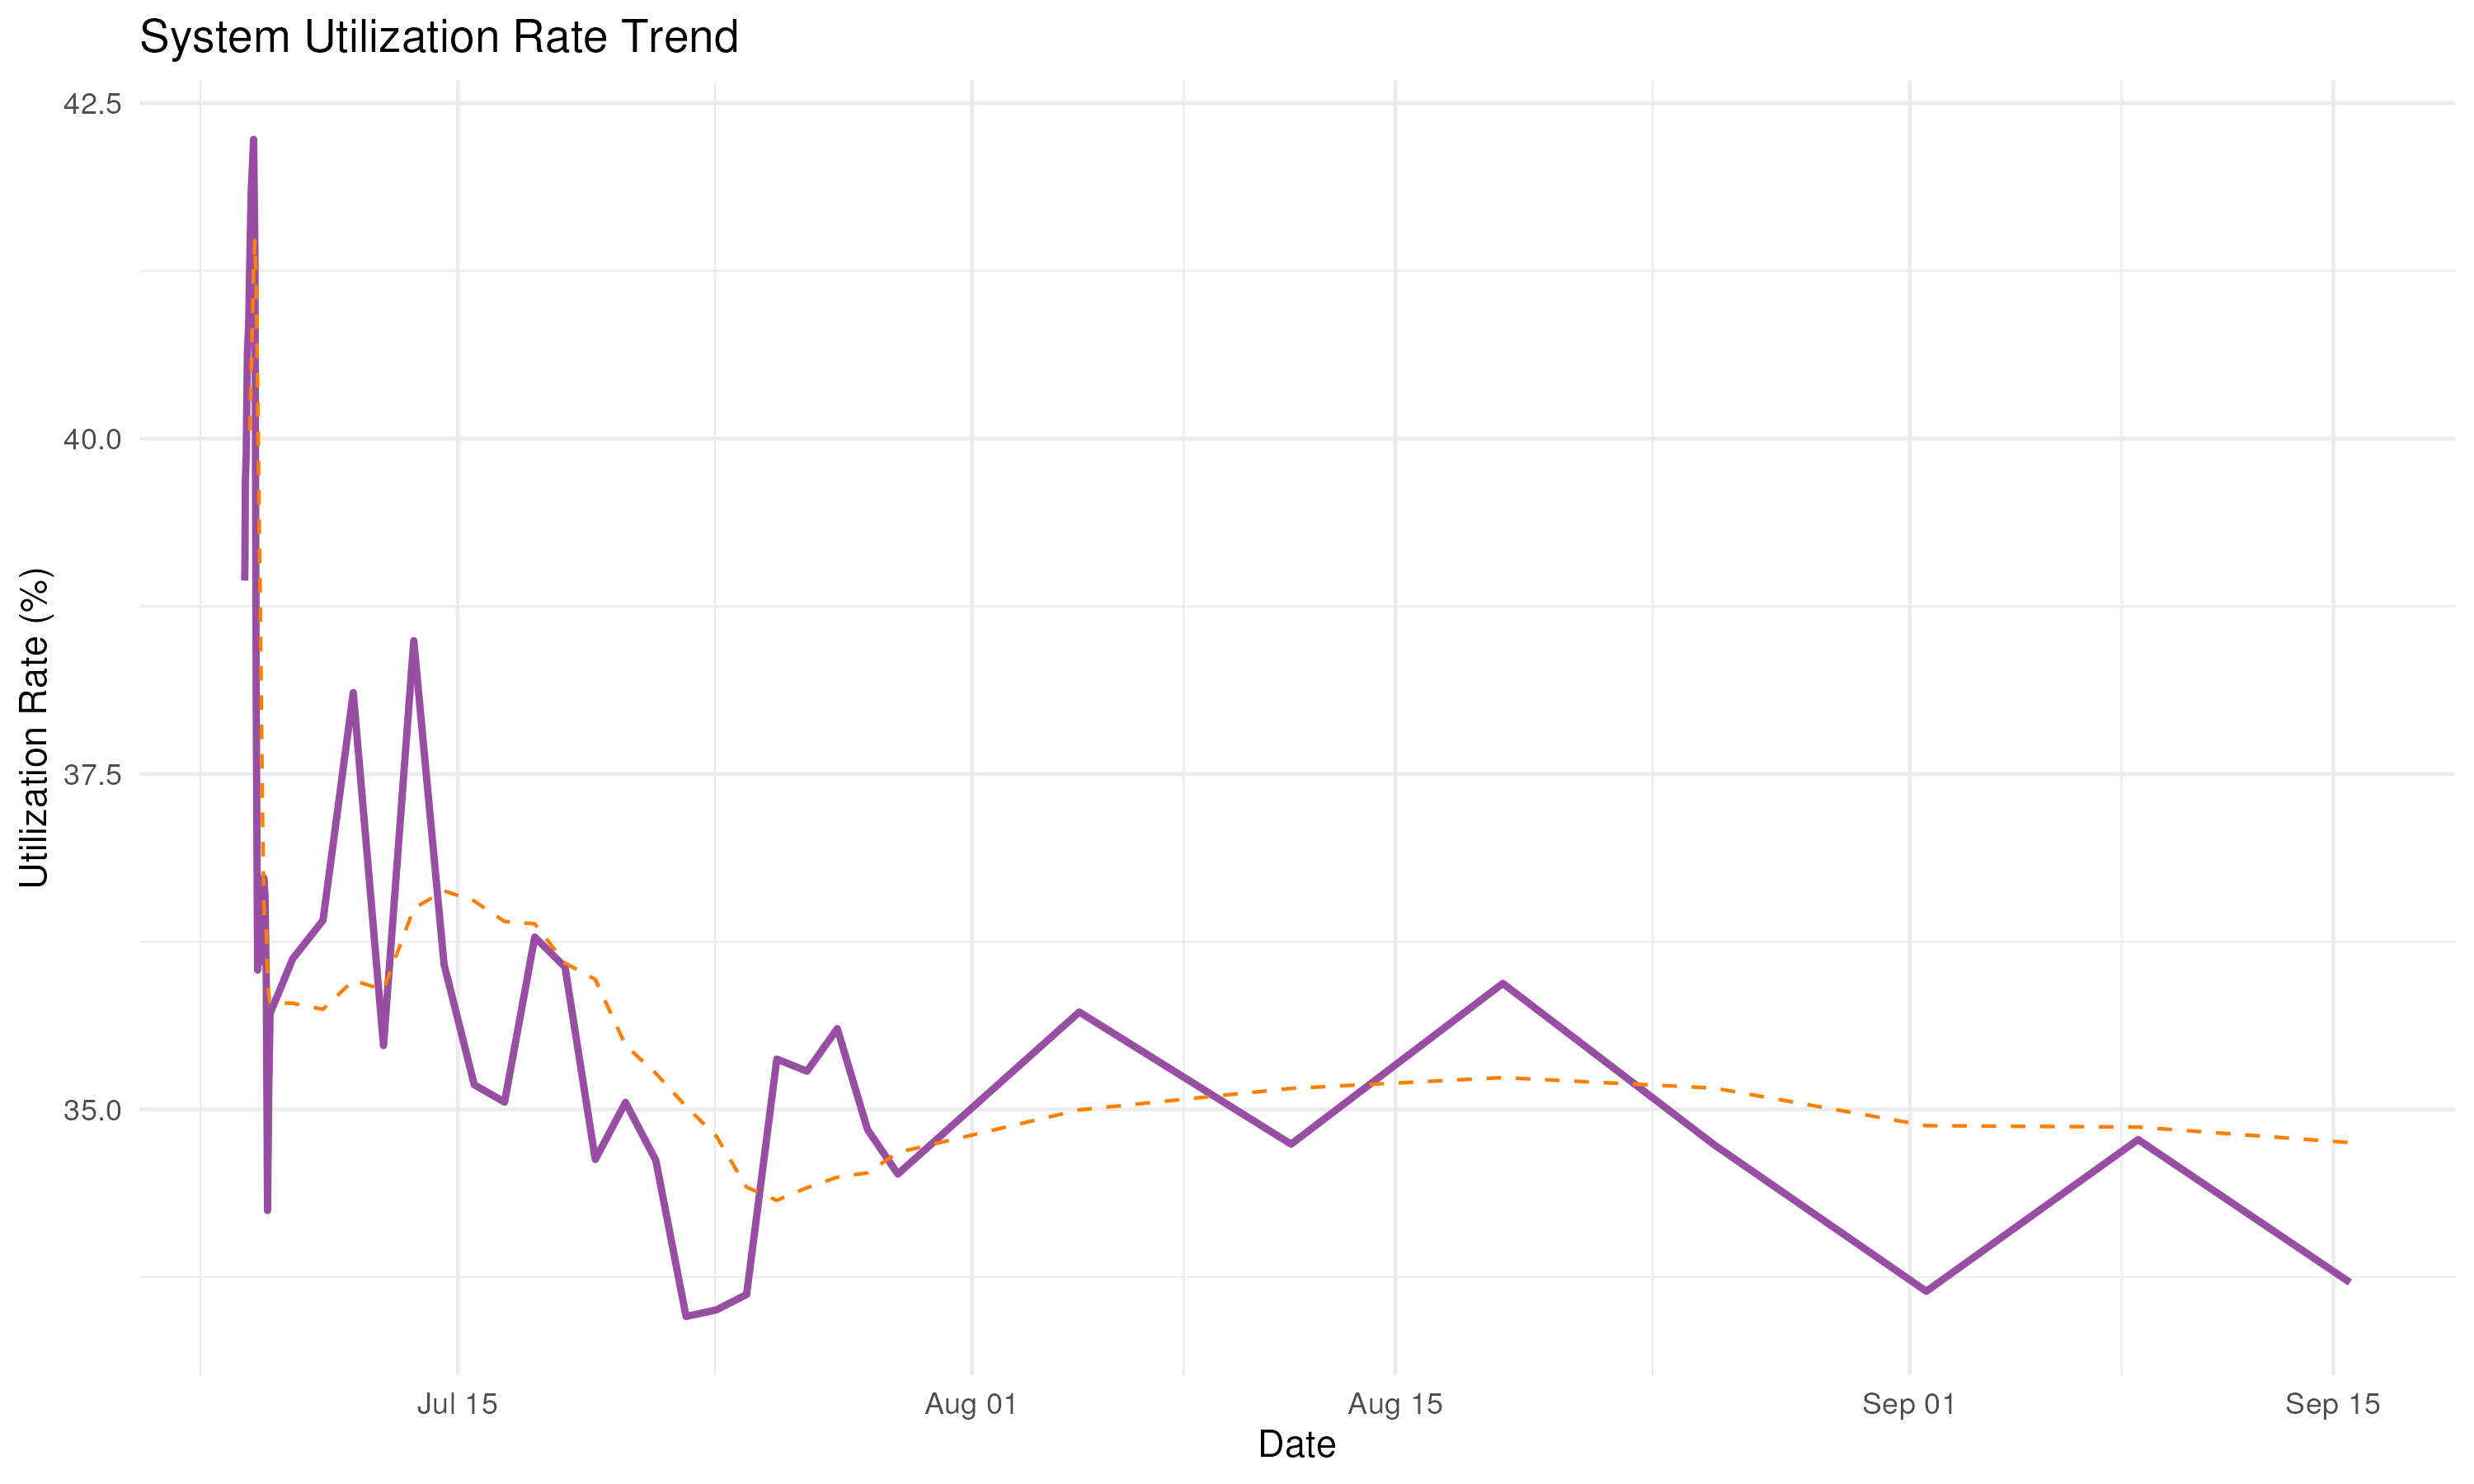 System Utilization Rate Trend
Utilization Rate (%)
42.5
40.0
37.5
35.0
Jul 15
Aug 01
Aug 15
Sep 01
Sep 15
Date